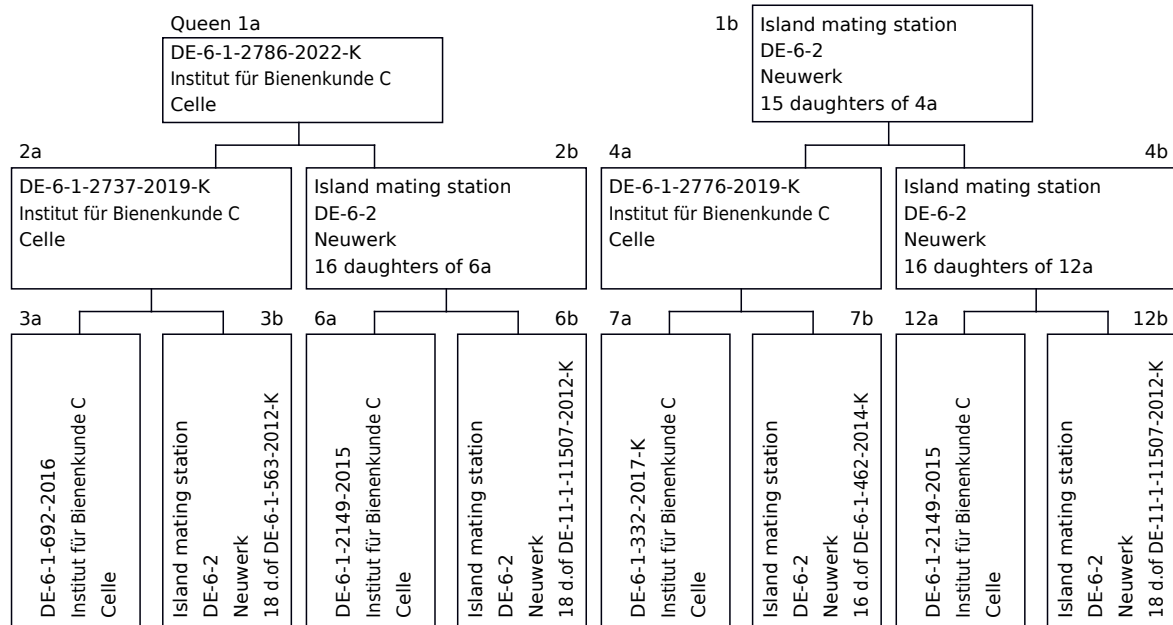 Queen 1a
DE-6-1-2786-2022-K
Institut für Bienenkunde C
Celle
1b
Island mating station
DE-6-2
Neuwerk
15 daughters of 4a
2a
DE-6-1-2737-2019-K
Institut für Bienenkunde C
Celle
2b
Island mating station
DE-6-2
Neuwerk
16 daughters of 6a
4a
DE-6-1-2776-2019-K
Institut für Bienenkunde C
Celle
4b
Island mating station
DE-6-2
Neuwerk
16 daughters of 12a
3a
DE-6-1-692-2016
Institut für Bienenkunde C
Celle
3b
Island mating station
DE-6-2
Neuwerk
18 d.of DE-6-1-563-2012-K
6a
DE-6-1-2149-2015
Institut für Bienenkunde C
Celle
6b
Island mating station
DE-6-2
Neuwerk
18 d.of DE-11-1-11507-2012-K
7a
DE-6-1-332-2017-K
Institut für Bienenkunde C
Celle
7b
Island mating station
DE-6-2
Neuwerk
16 d.of DE-6-1-462-2014-K
12a
DE-6-1-2149-2015
Institut für Bienenkunde C
Celle
12b
Island mating station
DE-6-2
Neuwerk
18 d.of DE-11-1-11507-2012-K